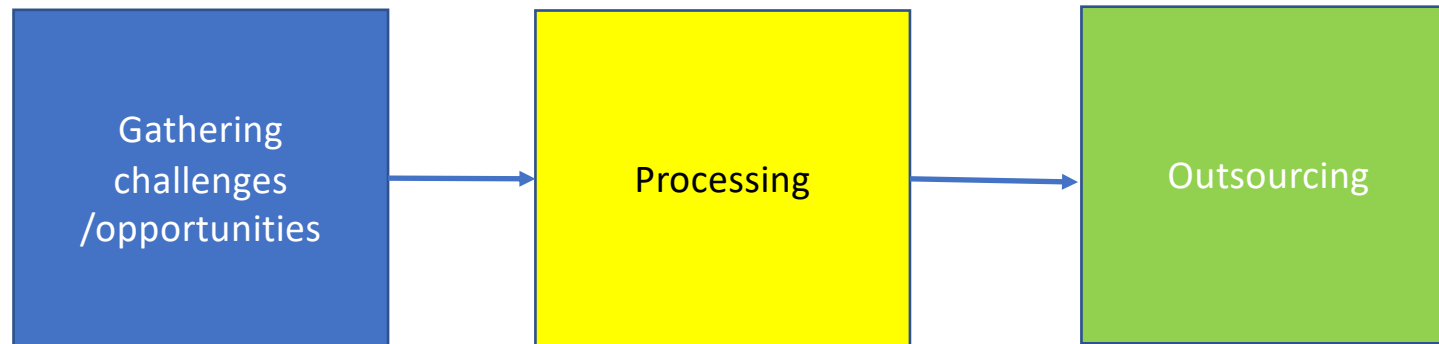 Gathering
challenges
/opportunities
Processing
Outsourcing